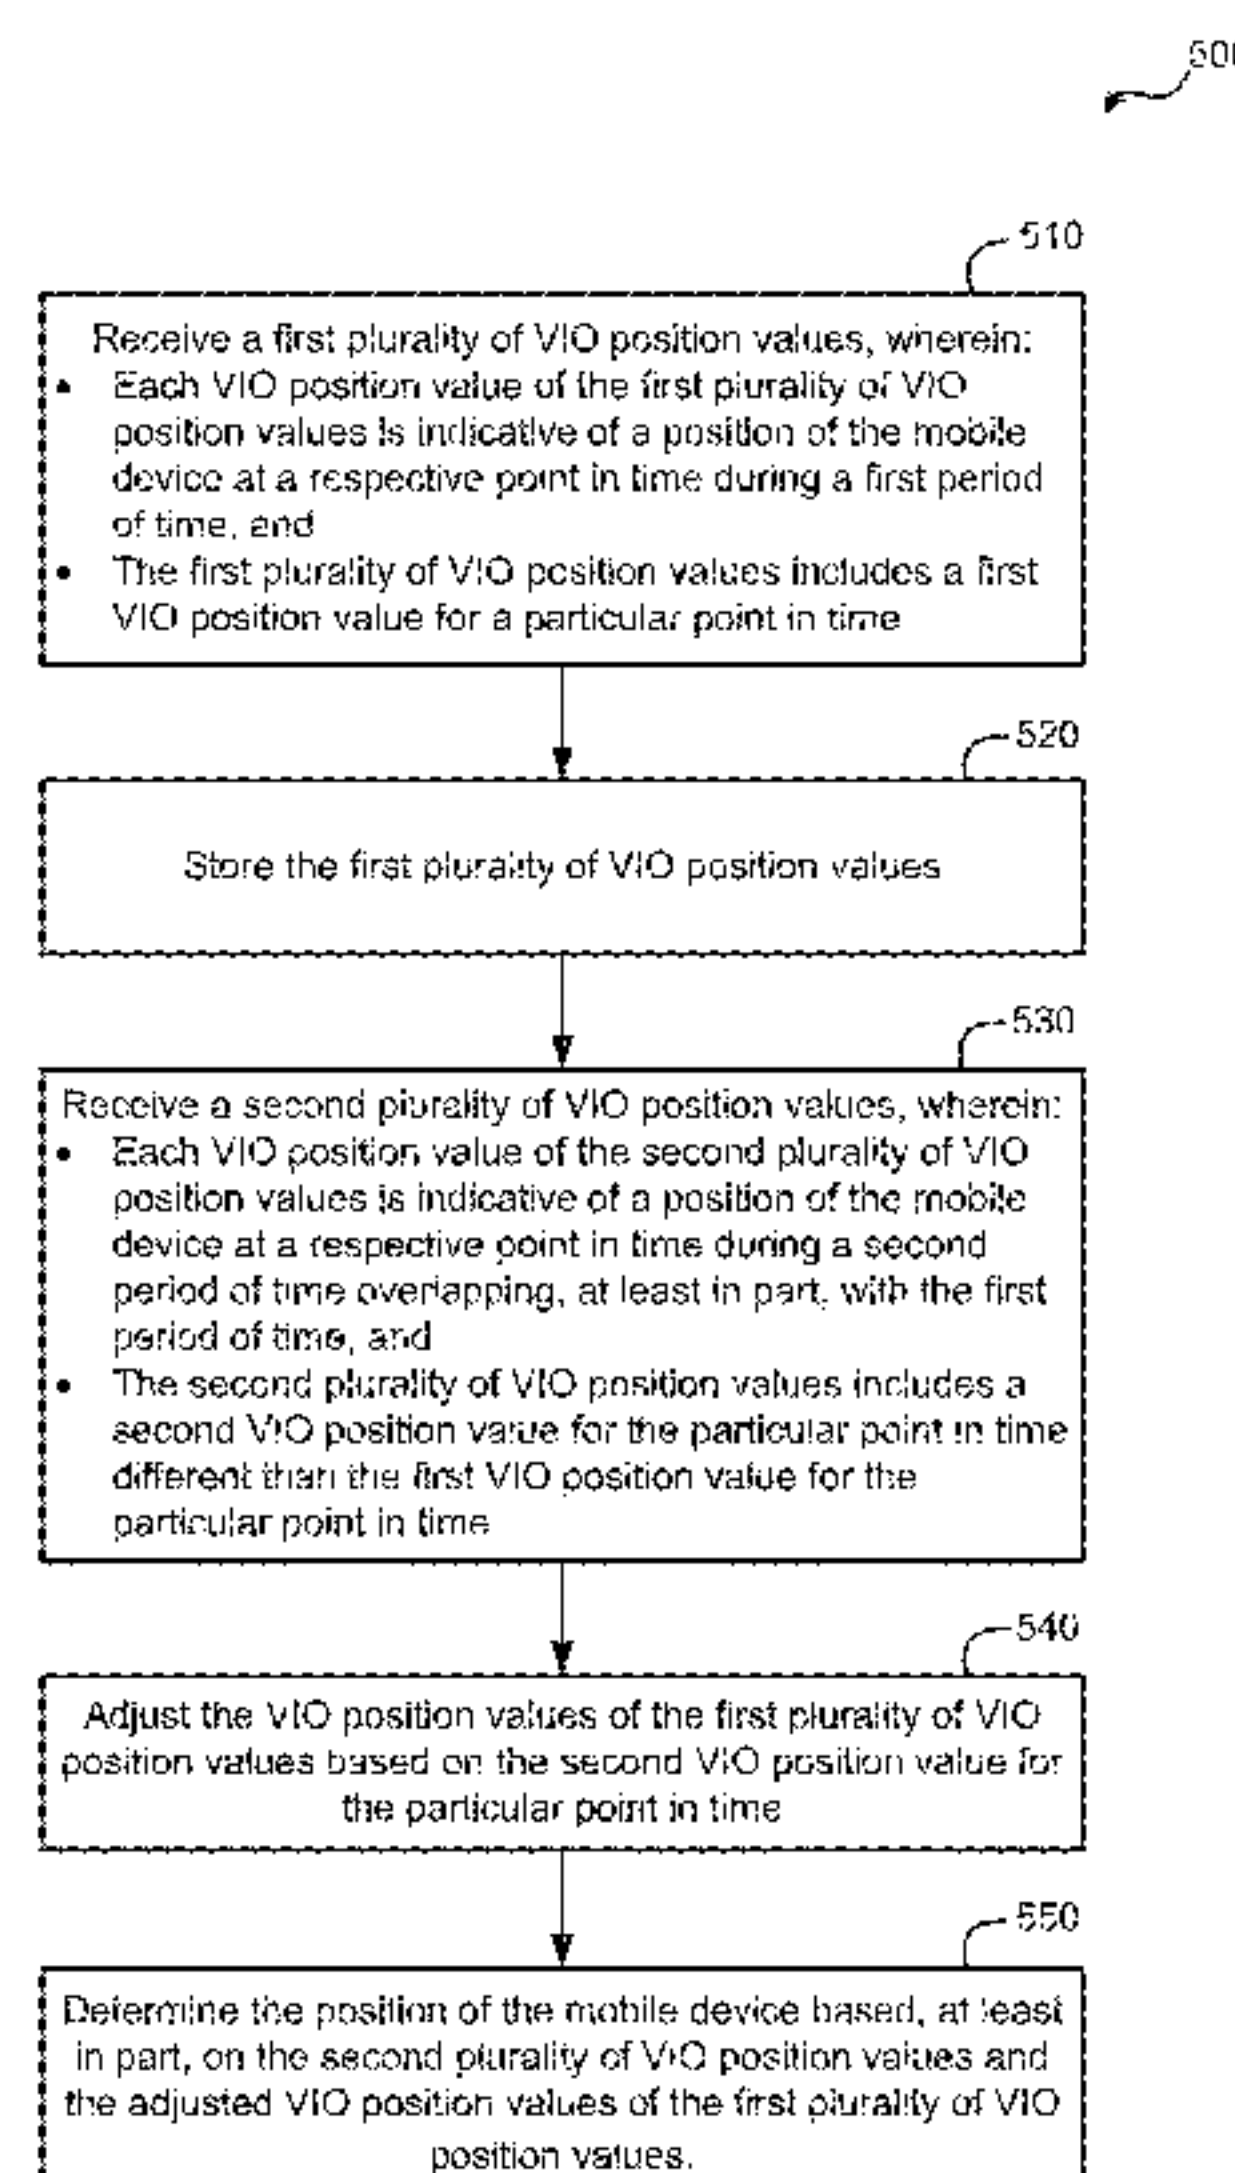 510
Receive a first plurality of VIO position values, wherein:
• Each VIO position value of the first plurality of VIO
position values is indicative of a position of the mobile
device at a respective point in time during a first period
of time, and
• The first plurality of VIO position values includes a first
VIO position value for a particular point in time
520
Store the first plurality of VIO position values
530
Receive a second plurality of VIO position values, wherein:
• Each VIO position value of the second plurality of VIO
position values is indicative of a position of the mobile
device at a respective point in time during a second
period of time overlapping, at least in part, with the first
period of time, and
• The second plurality of VIO position values includes a
second VIO position value for the particular point in time
different than the first VIO position value for the
particular point in time
540
Adjust the VIO position values of the first plurality of VIO
position values based on the second VIO position value for
the particular point in time
550
Determine the position of the mobile device based, at least
in part, on the second plurality of VIO position values and
the adjusted VIO position values of the first plurality of VIO
position values.